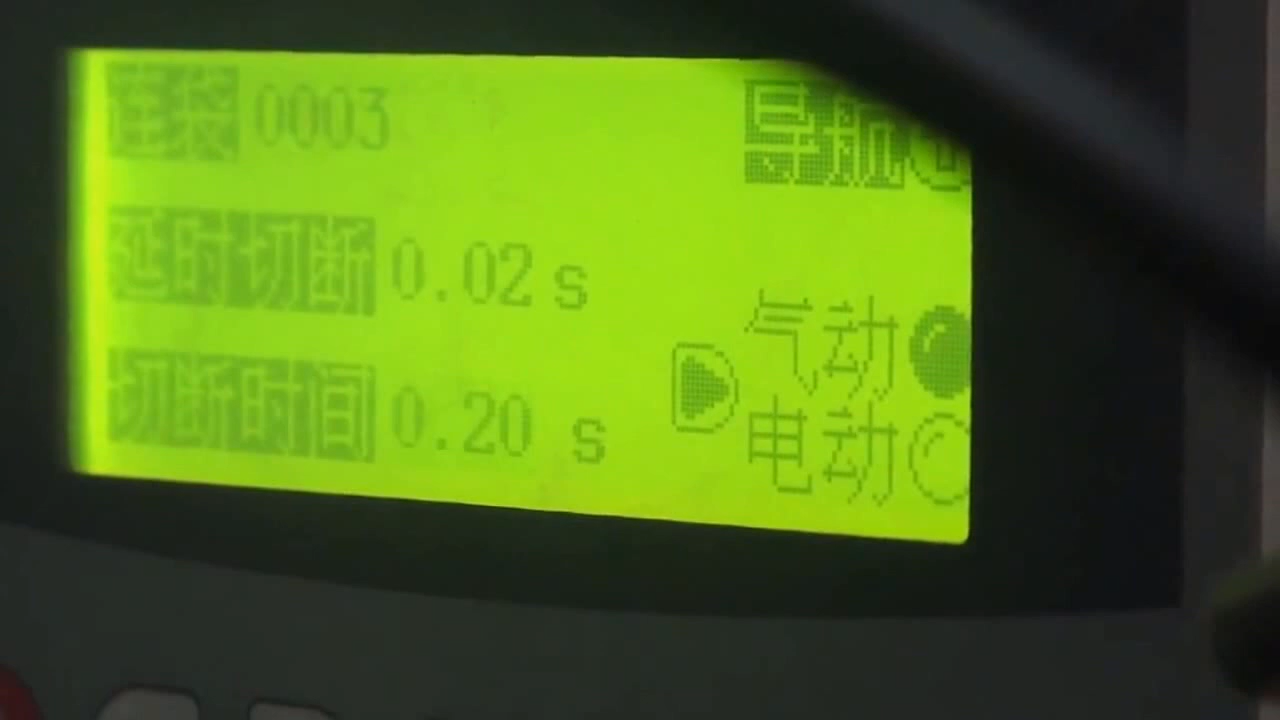 连袋 0003 导航
延时切断 0.02 s
气动
切断时间 0.20 s
电动